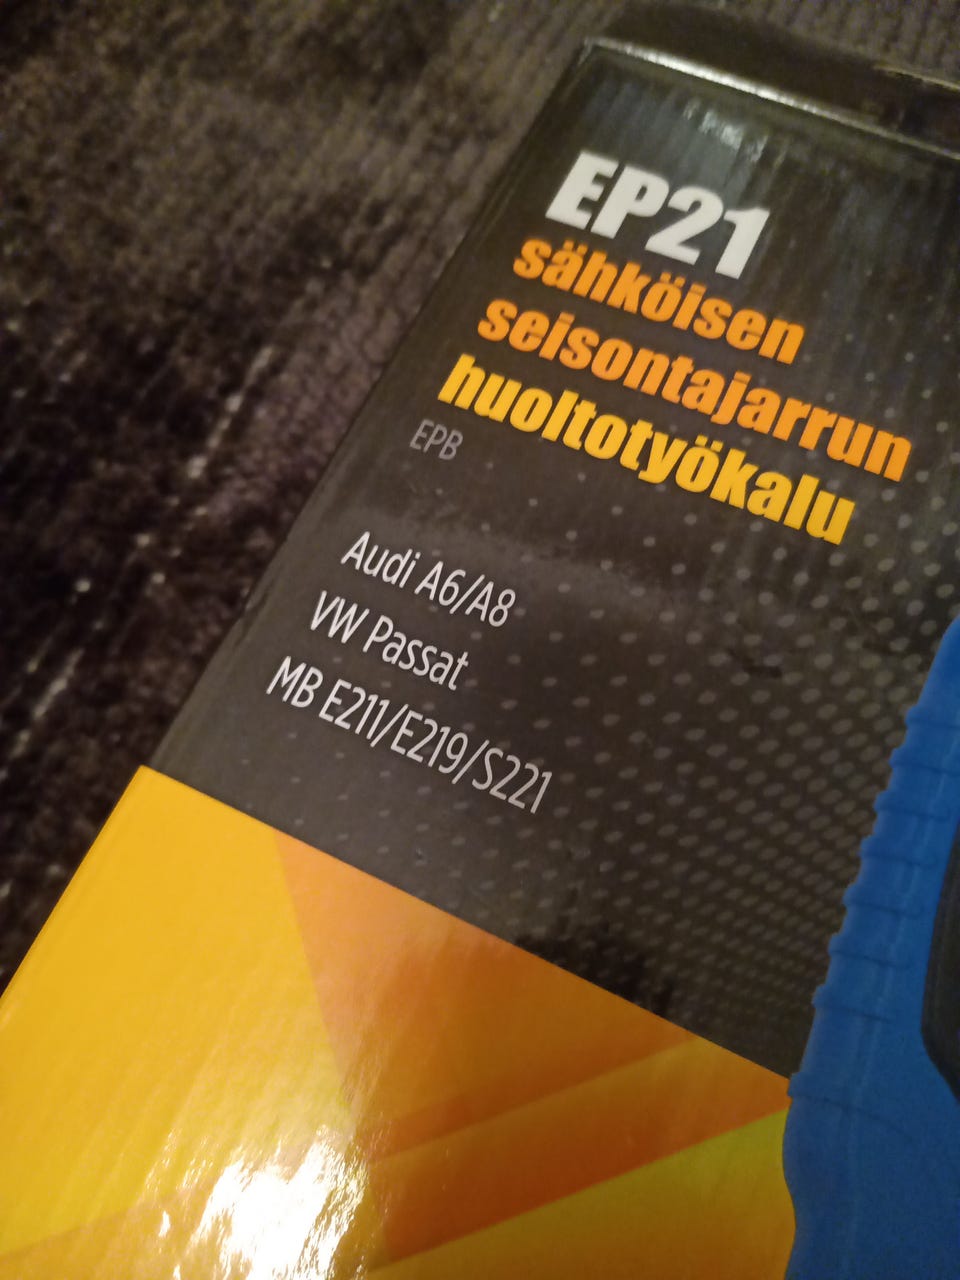 EP21
sähköisen
seisontajarrun
huoltotyökalu
EPB
Audi A6/A8
VW Passat
MB E211/E219/S221